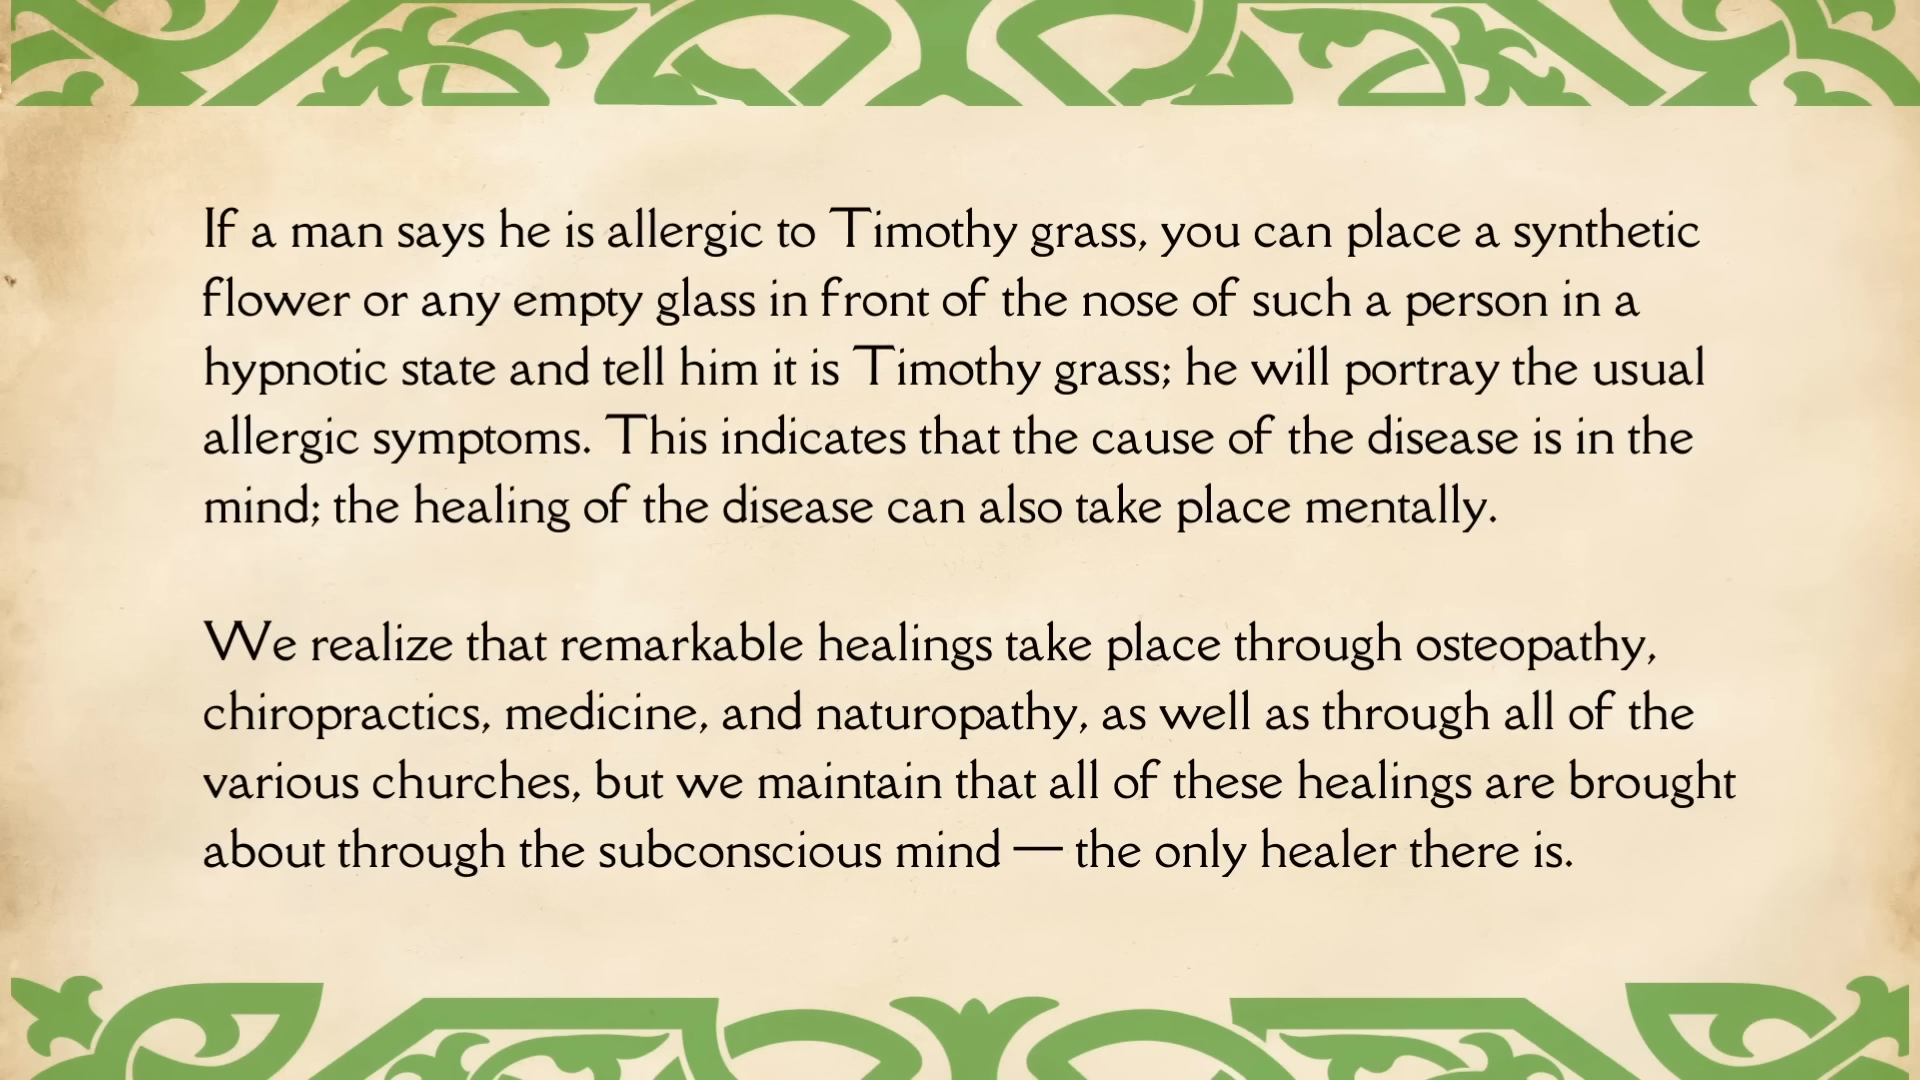 If a man says he is allergic to Timothy grass, you can place a synthetic
flower or any empty glass in front of the nose of such a person in a
hypnotic state and tell him it is Timothy grass; he will portray the usual
allergic symptoms. This indicates that the cause of the disease is in the
mind; the healing of the disease can also take place mentally.
We realize that remarkable healings take place through osteopathy,
chiropractics, medicine, and naturopathy, as well as through all of the
various churches, but we maintain that all of these healings are brought
about through the subconscious mind — the only healer there is.